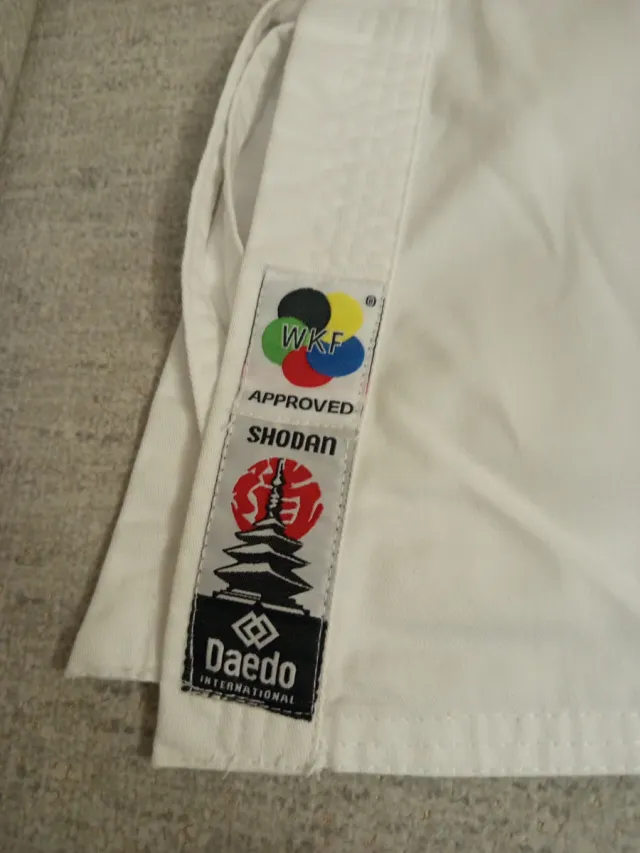 ®
WKF
APPROVED
SHODAN
Daedo
INTERNATIONAL